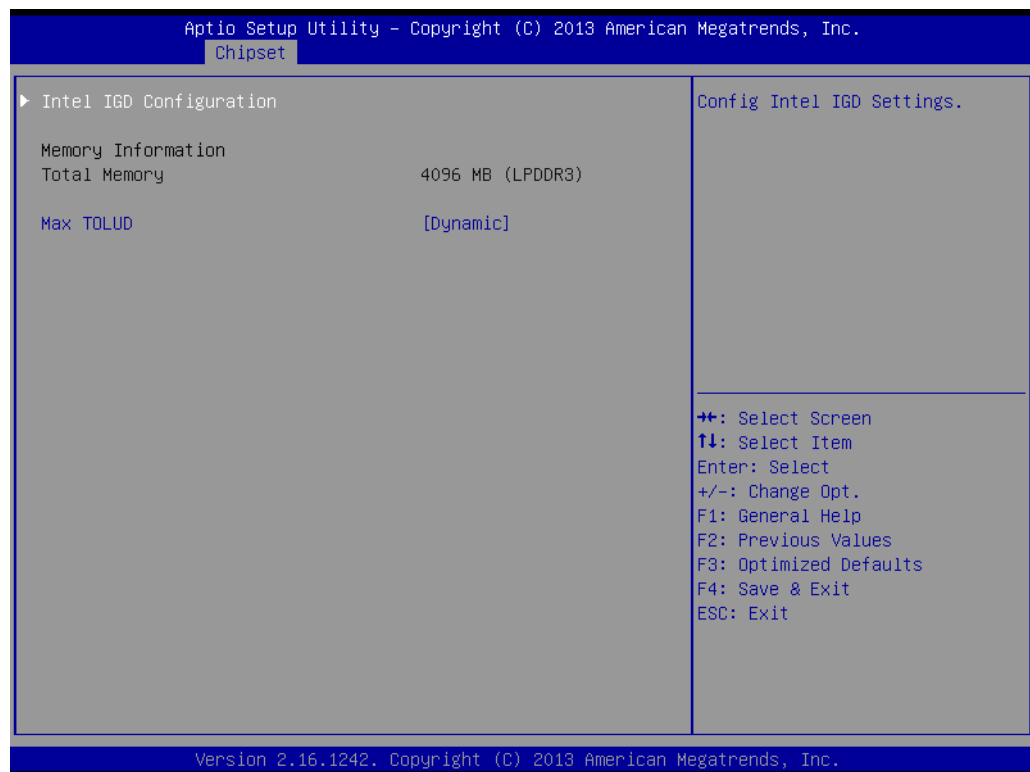 Aptio Setup Utility – Copyright (C) 2013 American Megatrends, Inc.
Chipset
Intel IGD Configuration
Memory Information
Total Memory 4096 MB (LPDDR3)
Max TOLUD [Dynamic]
Config Intel IGD Settings.
→←: Select Screen
↑↓: Select Item
Enter: Select
+/-: Change Opt.
F1: General Help
F2: Previous Values
F3: Optimized Defaults
F4: Save & Exit
ESC: Exit
Version 2.16.1242. Copyright (C) 2013 American Megatrends, Inc.